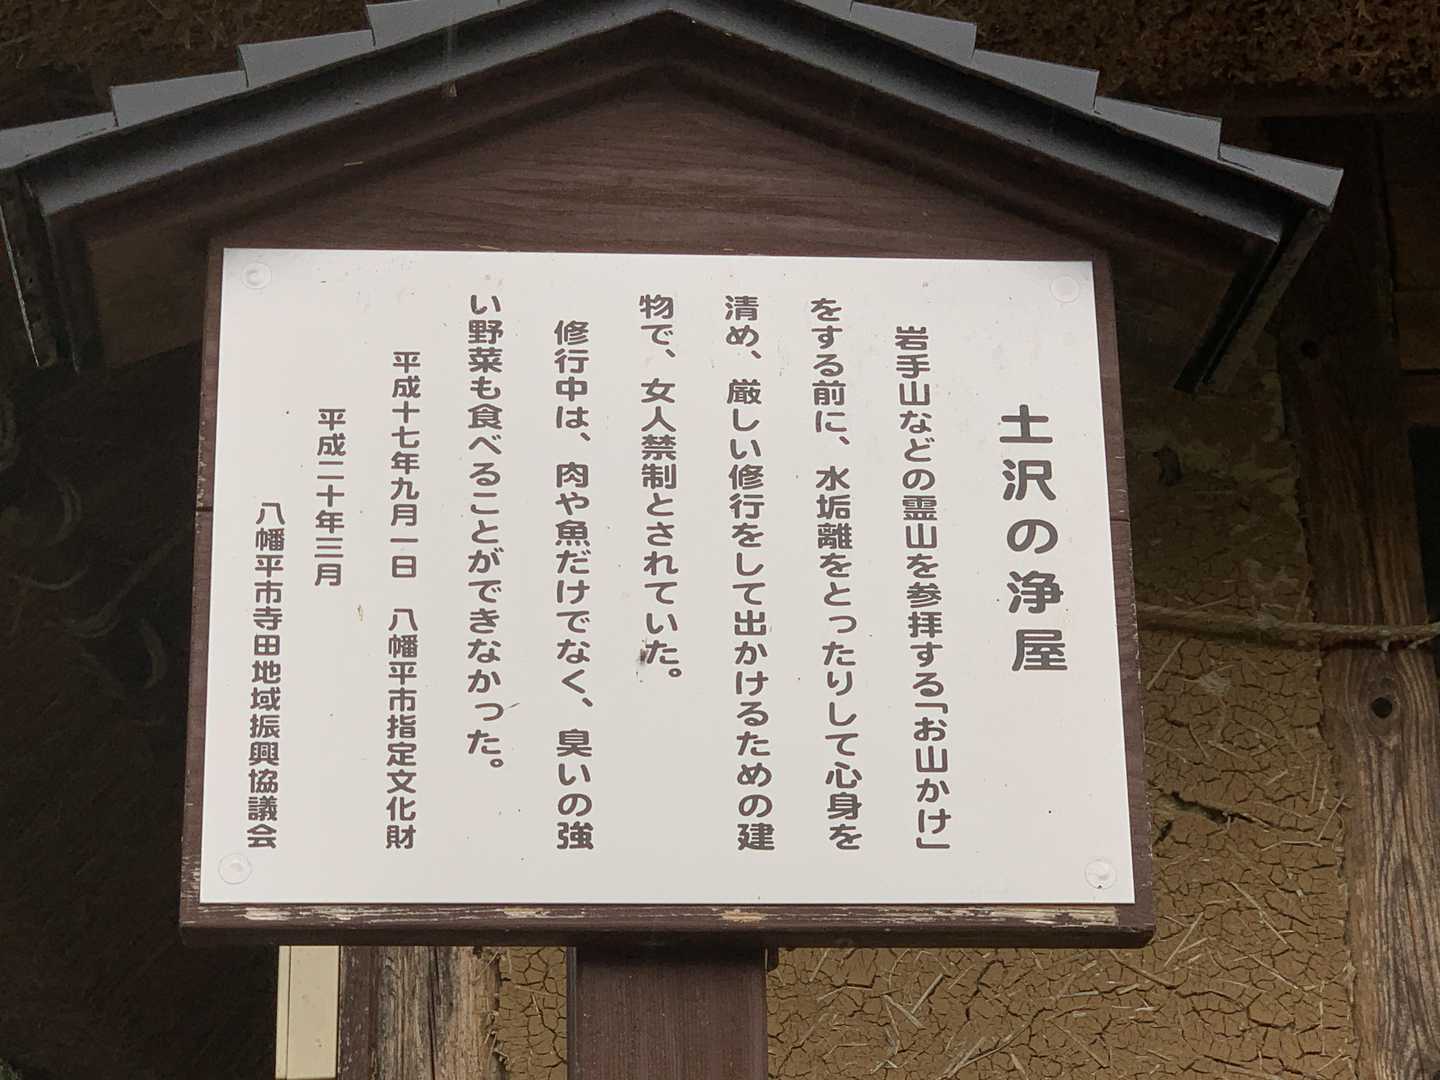 土沢の浄屋
岩手山などの霊山を参拝する「お山かけ」
をする前に、水垢離をとったりして心身を
清め、厳しい修行をして出かけるための建
物で、女人禁制とされていた。
修行中は、肉や魚だけでなく、臭いの強
い野菜も食べることができなかった。
平成十七年九月一日　八幡平市指定文化財
平成二十年三月
八幡平市寺田地域振興協議会